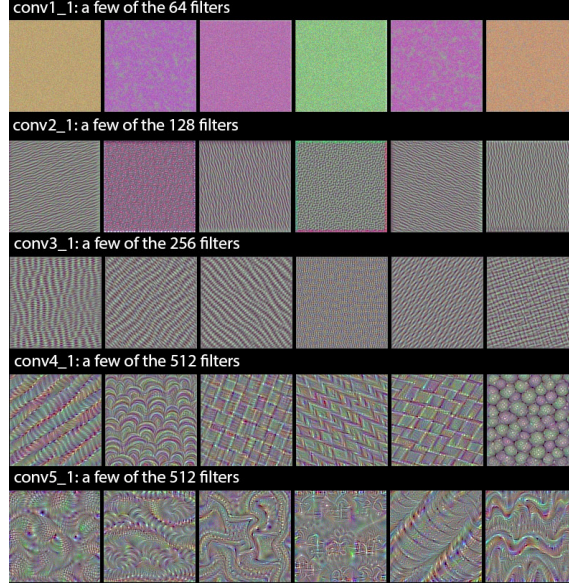 conv1_1: a few of the 64 filters
conv2_1: a few of the 128 filters
conv3_1: a few of the 256 filters
conv4_1: a few of the 512 filters
conv5_1: a few of the 512 filters